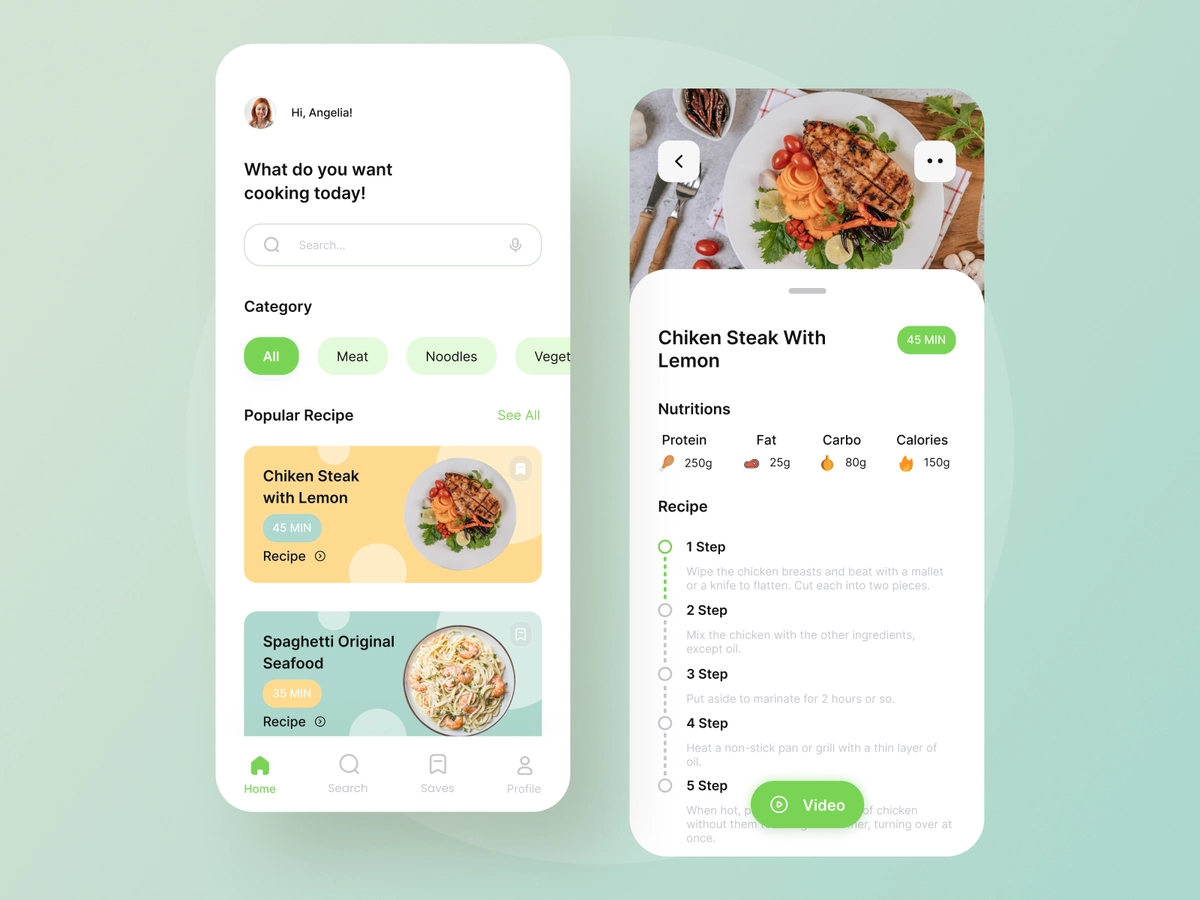 Hi, Angelia!
What do you want
cooking today!
Search...
Category
All
Meat
Noodles
Veget
Popular Recipe
See All
Chiken Steak
with Lemon
45 MIN
Recipe
Spaghetti Original
Seafood
35 MIN
Recipe
Home
Search
Saves
Profile
Chiken Steak With
Lemon
45 MIN
Nutritions
Protein
Fat
Carbo
Calories
250g
25g
80g
150g
Recipe
1 Step
Wipe the chicken breasts and beat with a mallet
or a knife to flatten. Cut each into two pieces.
2 Step
Mix the chicken with the other ingredients,
except oil.
3 Step
Put aside to marinate for 2 hours or so.
4 Step
Heat a non-stick pan or grill with a thin layer of
oil.
5 Step
When hot, of chicken
without them turning over at
once.
Video